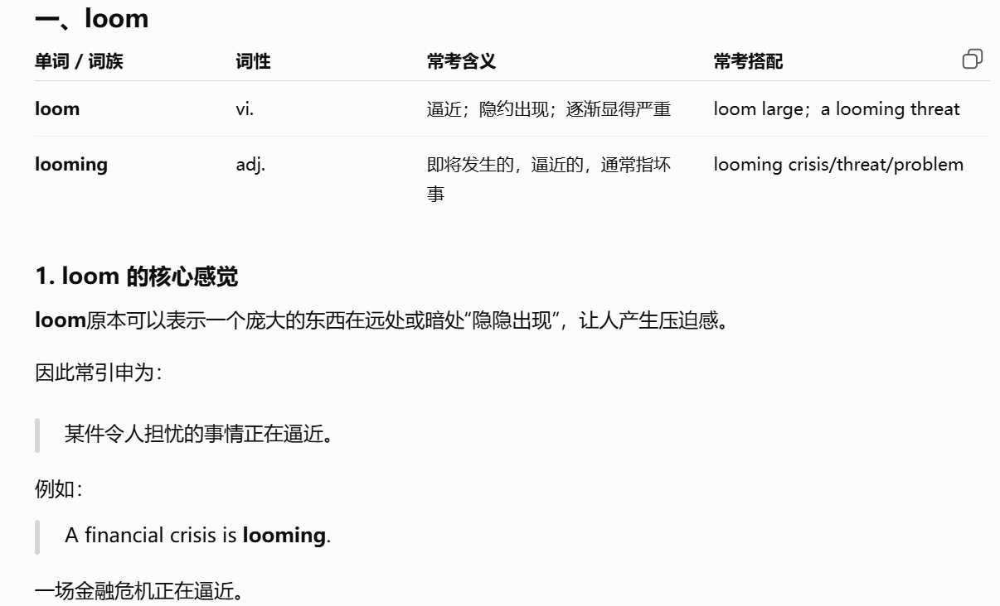 一、loom
单词 / 词族 词性 常考含义 常考搭配
loom vi. 逼近；隐约出现；逐渐显得严重 loom large；a looming threat
looming adj. 即将发生的，逼近的，通常指坏 looming crisis/threat/problem
事
1. loom 的核心感觉
loom原本可以表示一个庞大的东西在远处或暗处“隐隐出现”，让人产生压迫感。
因此常引申为：
某件令人担忧的事情正在逼近。
例如：
A financial crisis is looming.
一场金融危机正在逼近。